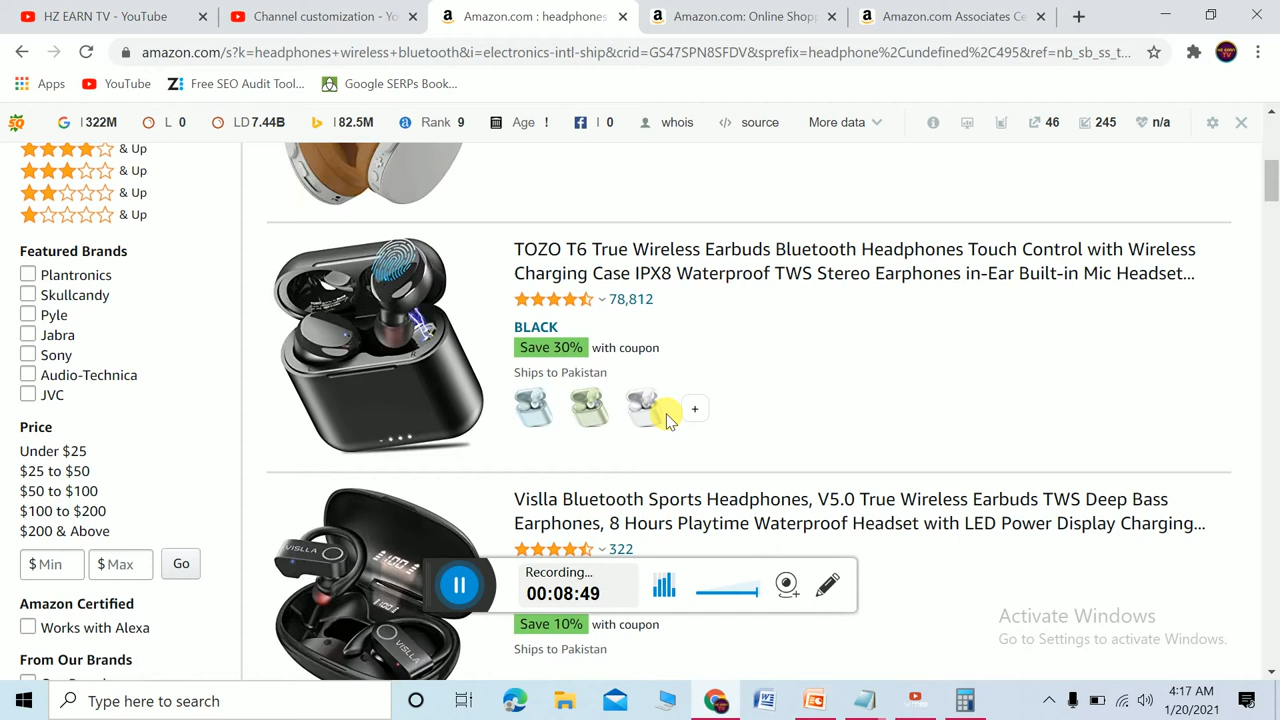 HZ EARN TV - YouTube
Channel customization - Yo
Amazon.com : headphones
Amazon.com: Online Shopp
Amazon.com Associates Ce
amazon.com/s?k=headphones+wireless+bluetooth&i=electronics-intl-ship&crid=GS47SPN8SFDV&sprefix=headphone%2Cundefined%2C495&ref=nb_sb_ss_t...
Apps
YouTube
Free SEO Audit Tool...
Google SERPs Book...
I 322M
L 0
LD 7.44B
I 82.5M
Rank 9
Age !
I 0
whois
source
More data
46
245
n/a
& Up
& Up
& Up
& Up
Featured Brands
Plantronics
Skullcandy
Pyle
Jabra
Sony
Audio-Technica
JVC
Price
Under $25
$25 to $50
$50 to $100
$100 to $200
$200 & Above
$ Min
$ Max
Go
Amazon Certified
Works with Alexa
From Our Brands
TOZO T6 True Wireless Earbuds Bluetooth Headphones Touch Control with Wireless
Charging Case IPX8 Waterproof TWS Stereo Earphones in-Ear Built-in Mic Headset...
78,812
BLACK
Save 30% with coupon
Ships to Pakistan
+
Vislla Bluetooth Sports Headphones, V5.0 True Wireless Earbuds TWS Deep Bass
Earphones, 8 Hours Playtime Waterproof Headset with LED Power Display Charging...
322
VISLLA
100
100
VISLLA
Recording...
00:08:49
Save 10% with coupon
Ships to Pakistan
Activate Windows
Go to Settings to activate Windows.
Type here to search
4:17 AM
1/20/2021